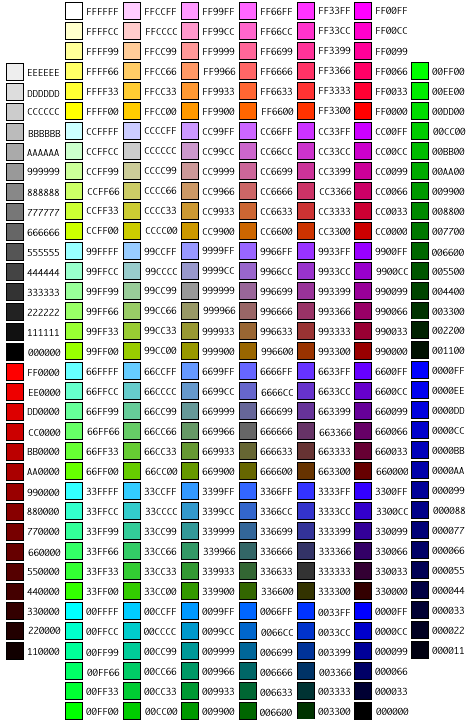 FFFFFF FFCCFF FF99FF FF66FF FF33FF FF00FF
FFFFCC FFCCCC FF99CC FF66CC FF33CC FF00CC
FFFF99 FFCC99 FF9999 FF6699 FF3399 FF0099
EEEEEE FFFF66 FFCC66 FF9966 FF6666 FF3366 FF0066 00FF00
DDDDDD FFFF33 FFCC33 FF9933 FF6633 FF3333 FF0033 00EE00
CCCCCC FFFF00 FFCC00 FF9900 FF6600 FF3300 FF0000 00DD00
BBBBBB CCFFFF CCCCFF CC99FF CC66FF CC33FF CC00FF 00CC00
AAAAAA CCFFCC CCCCCC CC99CC CC66CC CC33CC CC00CC 00BB00
999999 CCFF99 CCCC99 CC9999 CC6699 CC3399 CC0099 00AA00
888888 CCFF66 CCCC66 CC9966 CC6666 CC3366 CC0066 009900
777777 CCFF33 CCCC33 CC9933 CC6633 CC3333 CC0033 008800
666666 CCFF00 CCCC00 CC9900 CC6600 CC3300 CC0000 007700
555555 99FFFF 99CCFF 9999FF 9966FF 9933FF 9900FF 006600
444444 99FFCC 99CCCC 9999CC 9966CC 9933CC 9900CC 005500
333333 99FF99 99CC99 999999 996699 993399 990099 004400
222222 99FF66 99CC66 999966 996666 993366 990066 003300
111111 99FF33 99CC33 999933 996633 993333 990033 002200
000000 99FF00 99CC00 999900 996600 993300 990000 001100
FF0000 66FFFF 66CCFF 6699FF 6666FF 6633FF 6600FF 0000FF
EE0000 66FFCC 66CCCC 6699CC 6666CC 6633CC 6600CC 0000EE
DD0000 66FF99 66CC99 669999 666699 663399 660099 0000DD
CC0000 66FF66 66CC66 669966 666666 663366 660066 0000CC
BB0000 66FF33 66CC33 669933 666633 663333 660033 0000BB
AA0000 66FF00 66CC00 669900 666600 663300 660000 0000AA
990000 33FFFF 33CCFF 3399FF 3366FF 3333FF 3300FF 000099
880000 33FFCC 33CCCC 3399CC 3366CC 3333CC 3300CC 000088
770000 33FF99 33CC99 339999 336699 333399 330099 000077
660000 33FF66 33CC66 339966 336666 333366 330066 000066
550000 33FF33 33CC33 339933 336633 333333 330033 000055
440000 33FF00 33CC00 339900 336600 333300 330000 000044
330000 00FFFF 00CCFF 0099FF 0066FF 0033FF 0000FF 000033
220000 00FFCC 00CCCC 0099CC 0066CC 0033CC 0000CC 000022
110000 00FF99 00CC99 009999 006699 003399 000099 000011
00FF66 00CC66 009966 006666 003366 000066
00FF33 00CC33 009933 006633 003333 000033
00FF00 00CC00 009900 006600 003300 000000